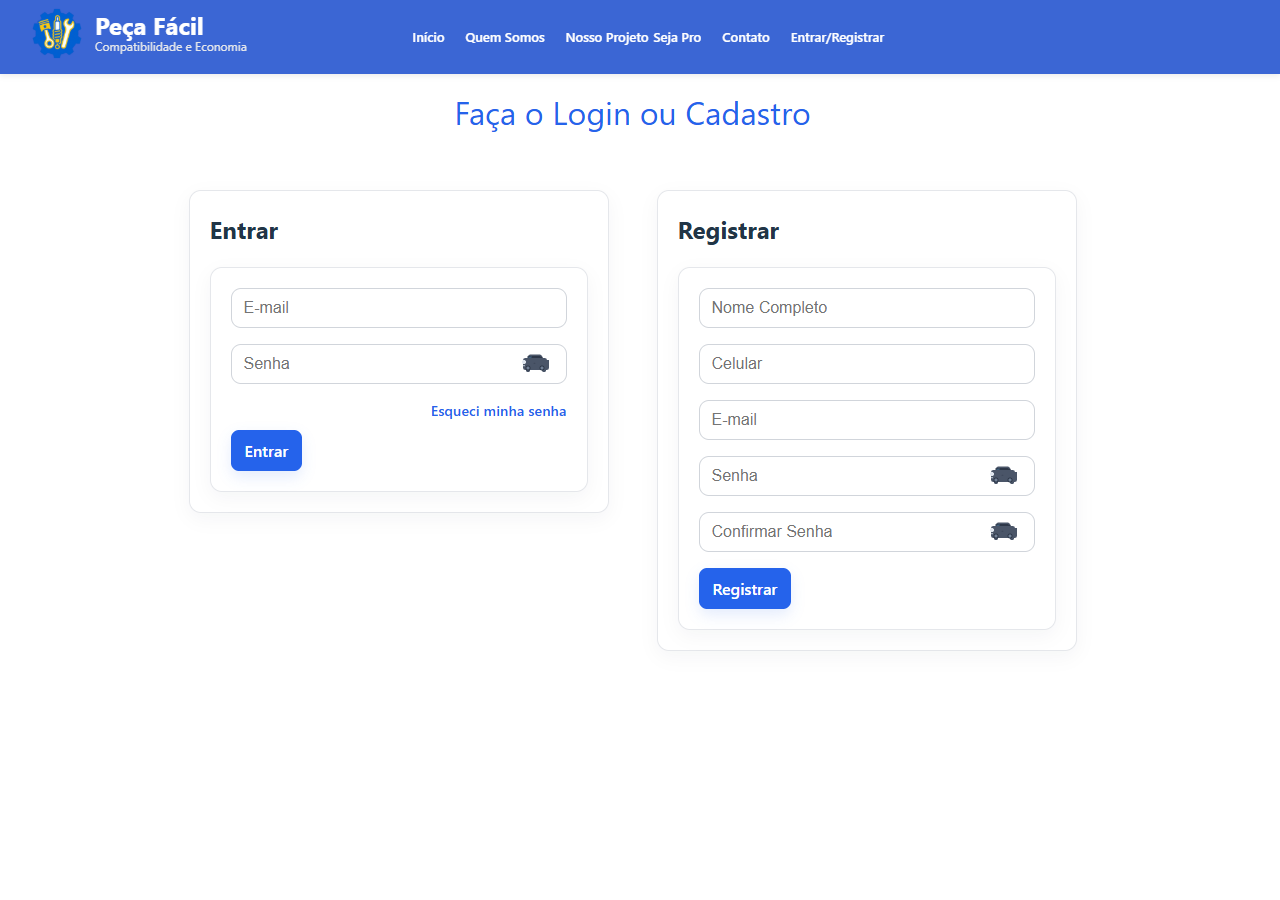 Peça Fácil
Compatibilidade e Economia
Início Quem Somos Nosso Projeto Seja Pro Contato Entrar/Registrar
Faça o Login ou Cadastro
Entrar
E-mail
Senha
Esqueci minha senha
Entrar
Registrar
Nome Completo
Celular
E-mail
Senha
Confirmar Senha
Registrar